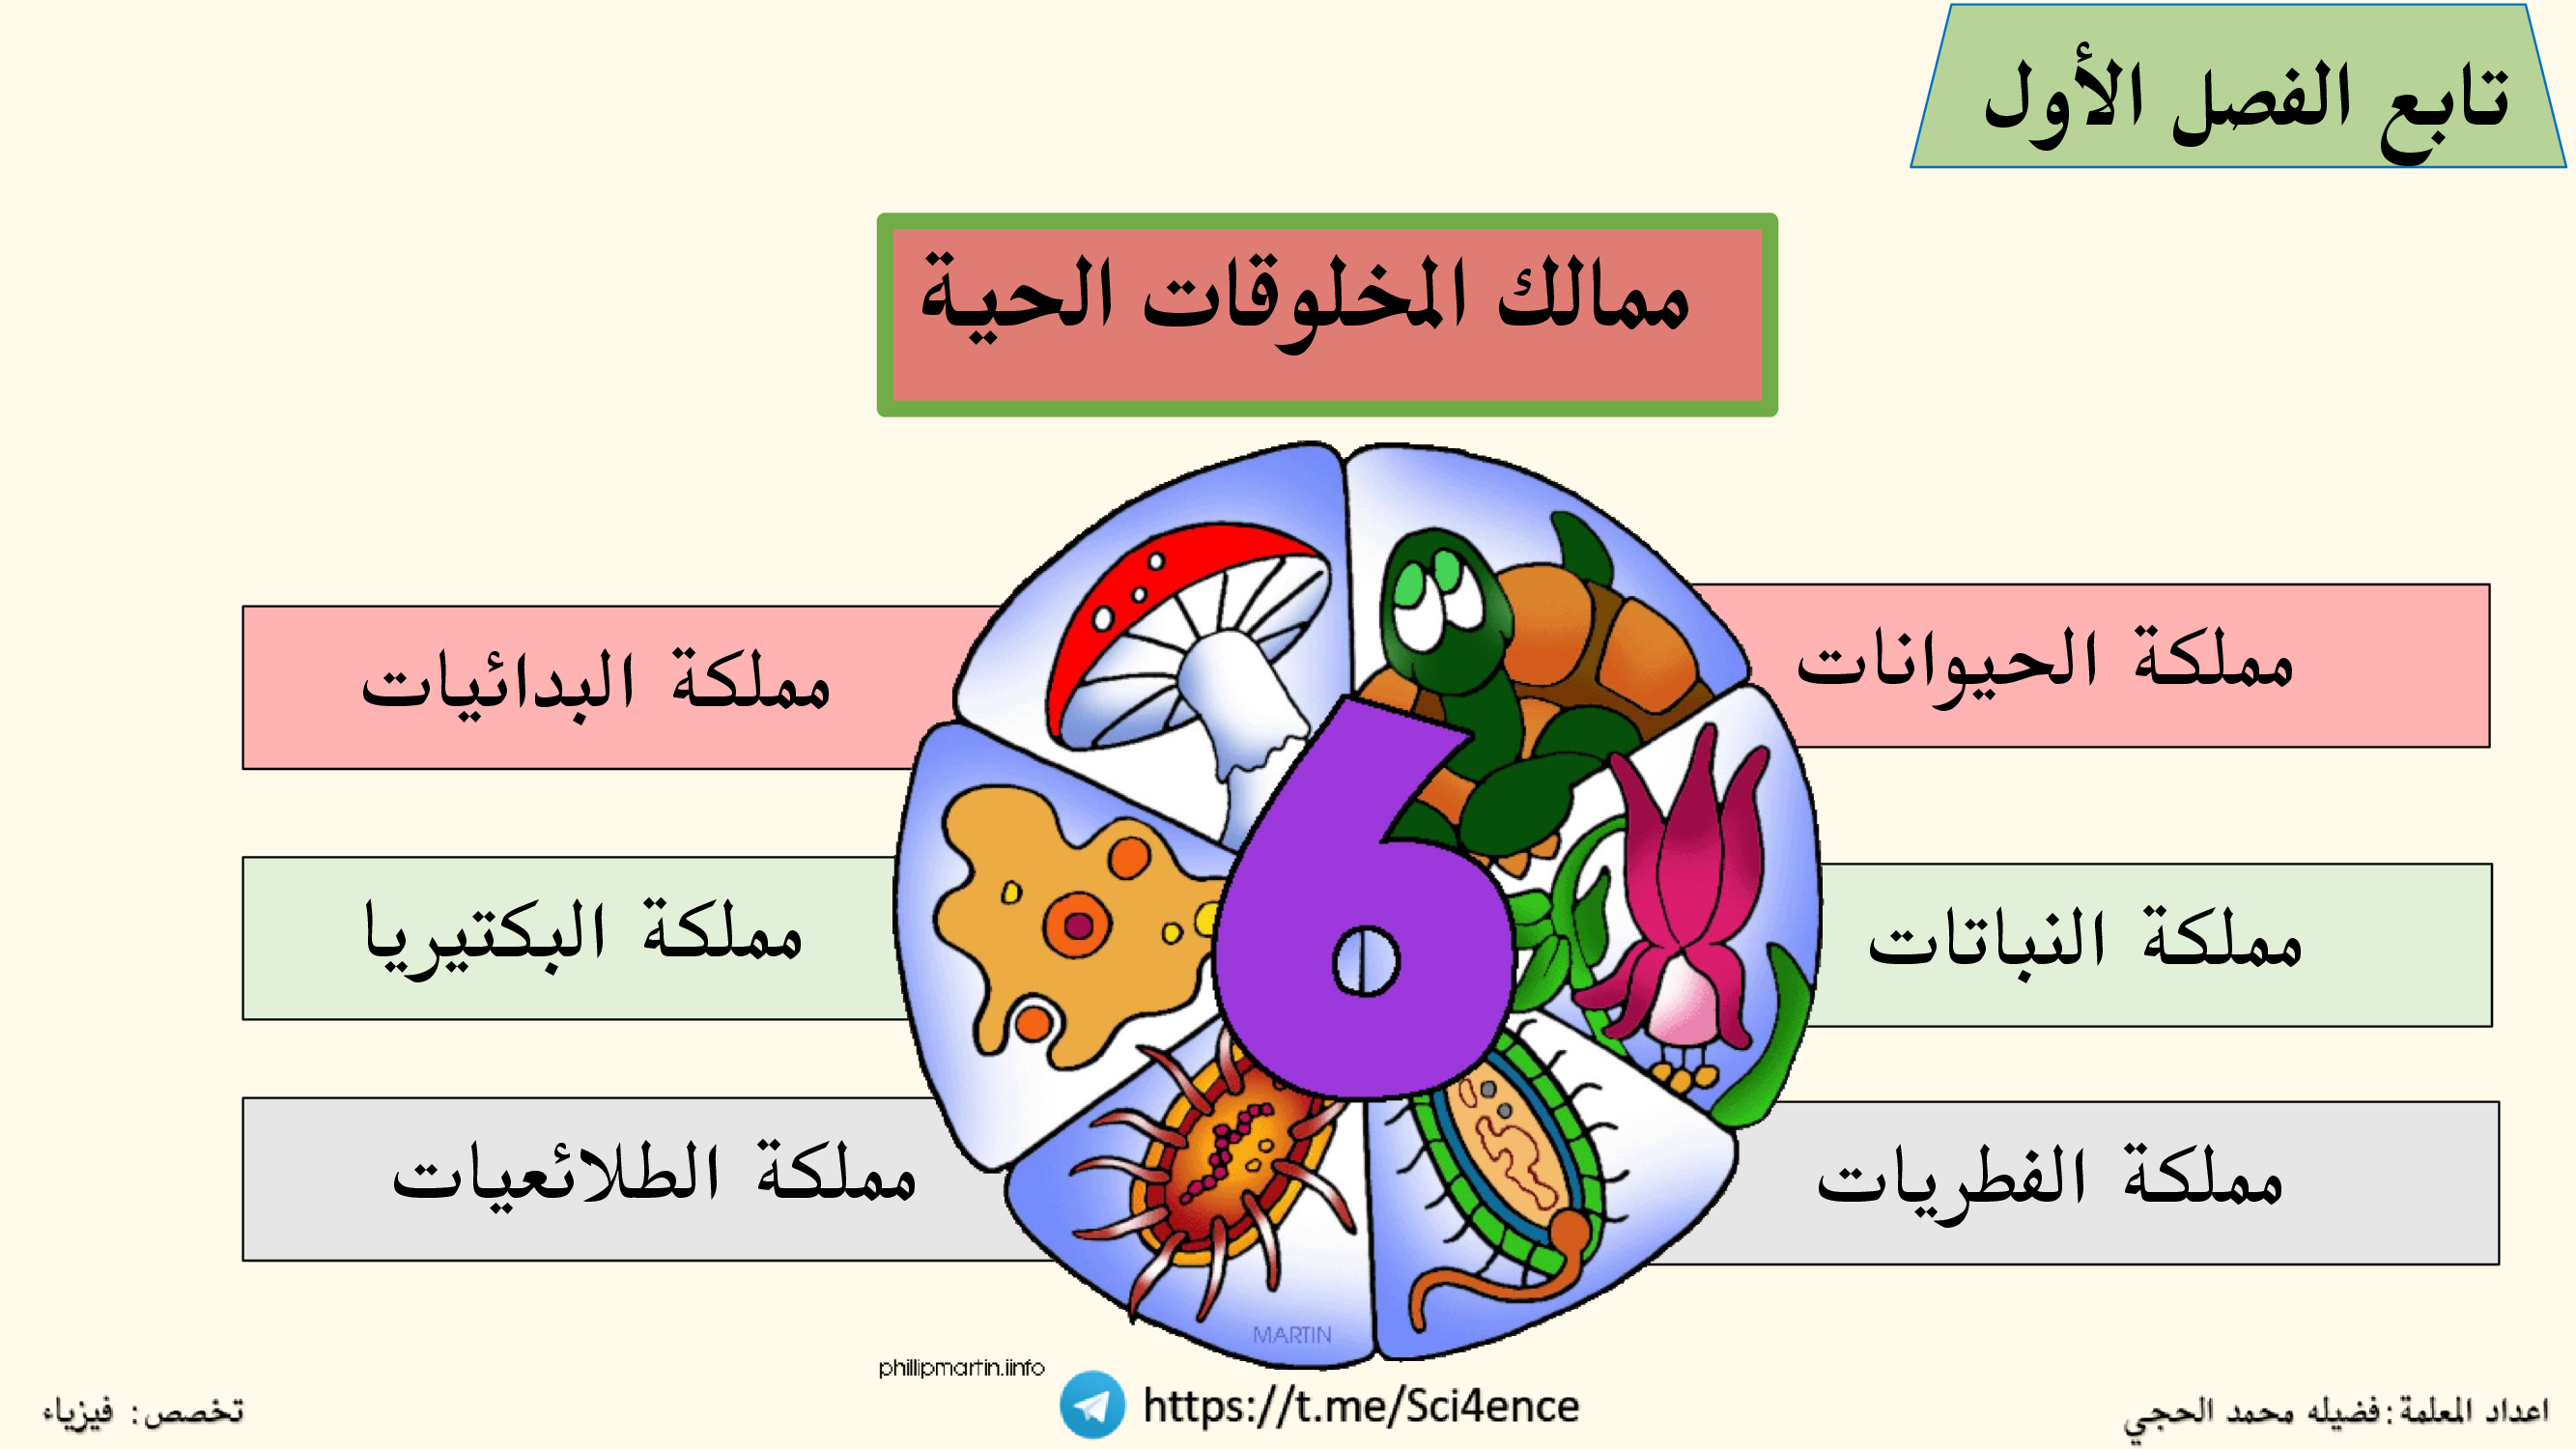 تابع الفصل الأول
ممالك المخلوقات الحية
مملكة الحيوانات
مملكة البدائيات
مملكة النباتات
مملكة البكتيريا
مملكة الفطريات
مملكة الطلائعيات
6
MARTIN
phillipmartin.iinfo
https://t.me/Sci4ence
اعداد المعلمة:فضيله محمد الحجي
تخصص: فيزياء